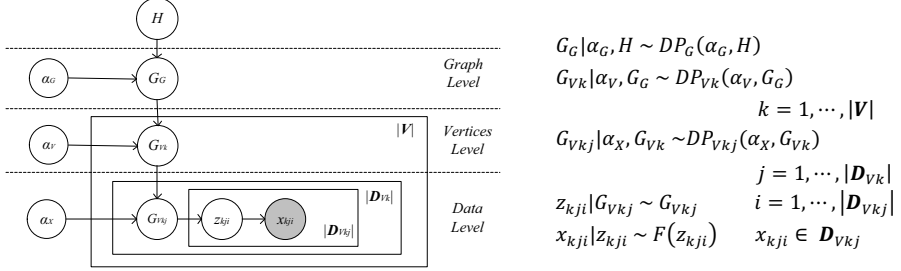 H
α_G
G_G
Graph
Level
α_V
G_Vk
|V|
Vertices
Level
α_X
G_Vkj
z_kji
x_kji
|D_Vk|
|D_Vkj|
Data
Level
G_G|α_G, H ~ DP_G(α_G, H)
G_Vk|α_V, G_G ~ DP_Vk(α_V, G_G)
k = 1, ⋯ , |V|
G_Vkj|α_X, G_Vk ~DP_Vkj(α_X, G_Vk)
j = 1, ⋯ , |D_Vk|
z_kji|G_Vkj ~ G_Vkj i = 1, ⋯ , |D_Vkj|
x_kji|z_kji ~ F(z_kji) x_kji ∈ D_Vkj